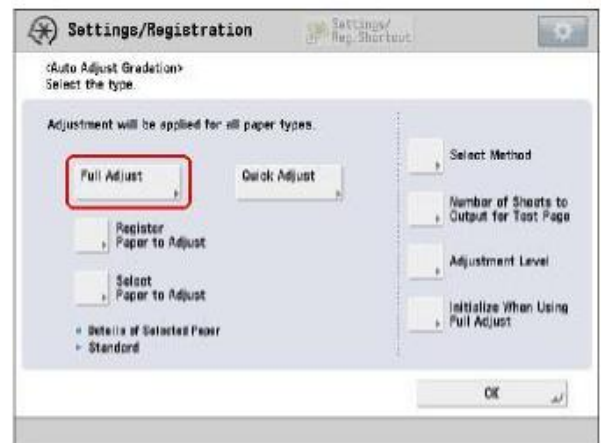 Settings/Registration
Settings/
Reg. Shortcut
<Auto Adjust Gradation>
Select the type.
Adjustment will be applied for all paper types.
Full Adjust
Quick Adjust
Register
Paper to Adjust
Select
Paper to Adjust
Details of Selected Paper
Standard
Select Method
Number of Sheets to
Output for Test Page
Adjustment Level
Initialize When Using
Full Adjust
OK